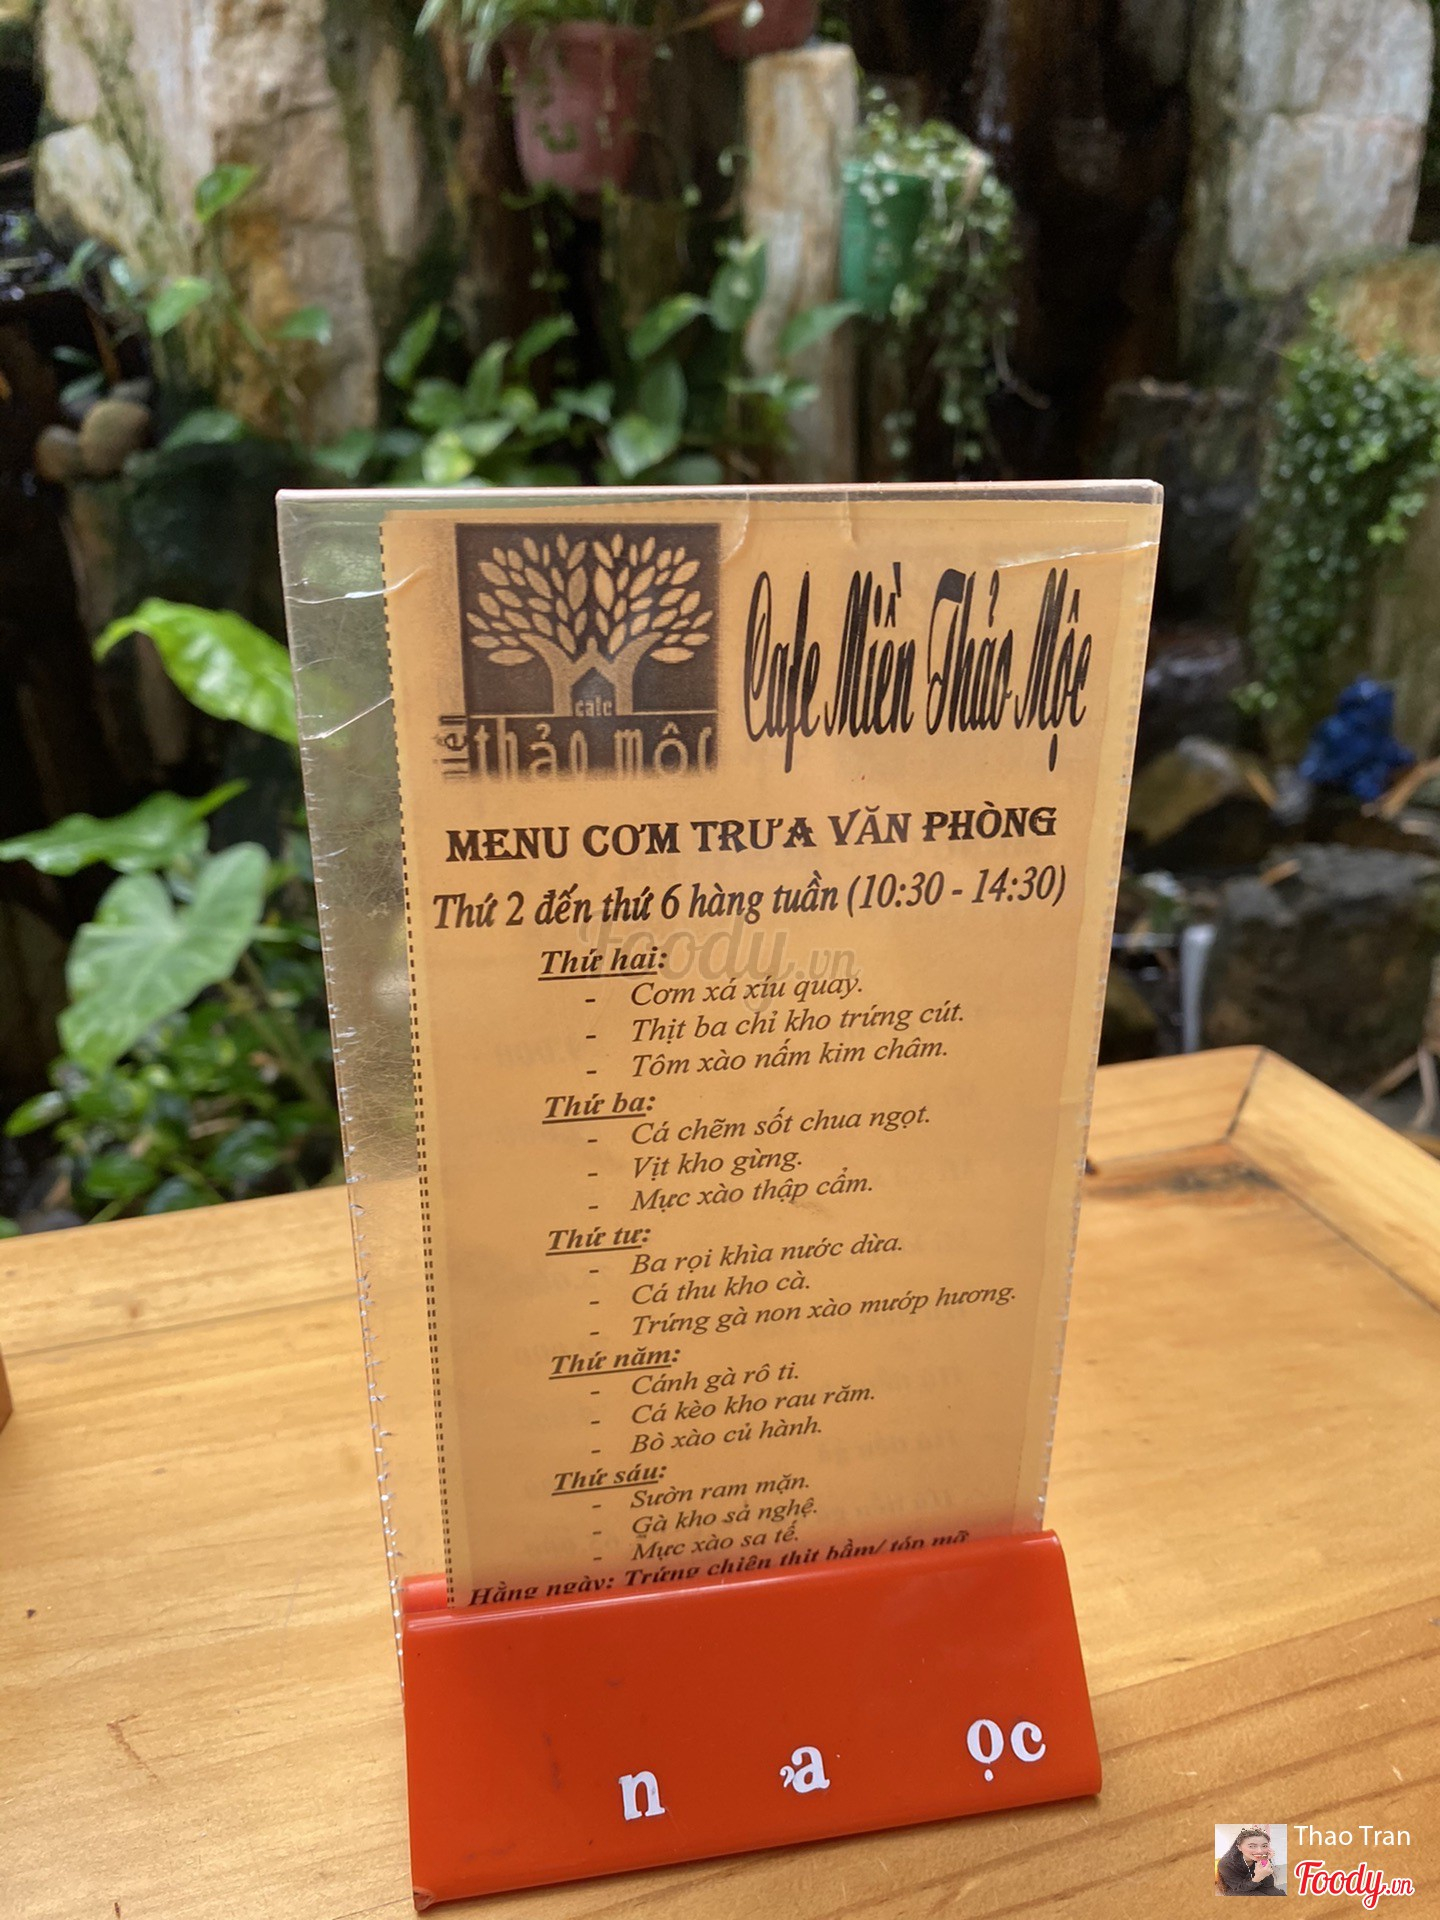 cafe
miền thảo mộc
Cafe Miền Thảo Mộc
MENU CƠM TRƯA VĂN PHÒNG
Thứ 2 đến thứ 6 hàng tuần (10:30 - 14:30)
Thứ hai:
- Cơm xá xíu quay.
- Thịt ba chỉ kho trứng cút.
- Tôm xào nấm kim châm.
Thứ ba:
- Cá chẽm sốt chua ngọt.
- Vịt kho gừng.
- Mực xào thập cẩm.
Thứ tư:
- Ba rọi khìa nước dừa.
- Cá thu kho cà.
- Trứng gà non xào mướp hương.
Thứ năm:
- Cánh gà rô ti.
- Cá kèo kho rau răm.
- Bò xào củ hành.
Thứ sáu:
- Sườn ram mặn.
- Gà kho sả nghệ.
- Mực xào sa tế.
Hằng ngày: Trứng chiên thịt bằm/ tóp mỡ
n ả ọc
Foody.vn
Thao Tran
Foody.vn